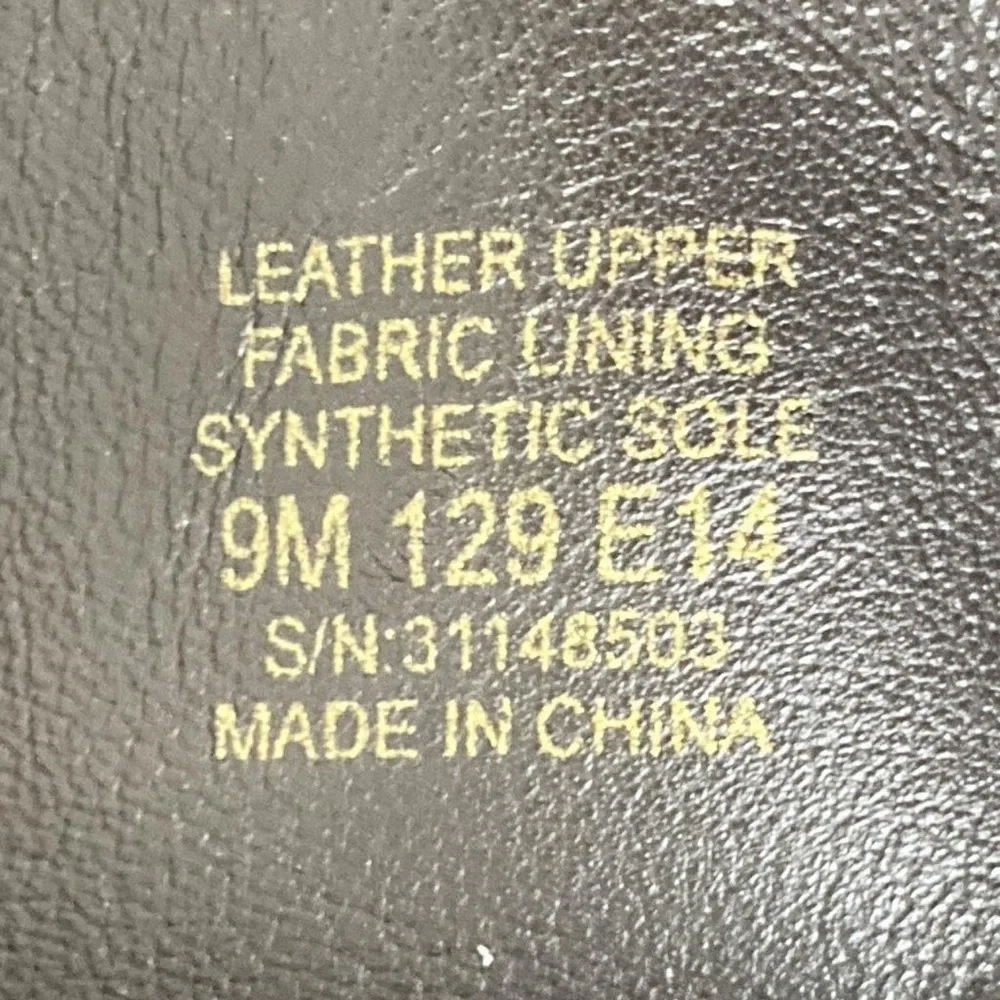 LEATHER UPPER
FABRIC LINING
SYNTHETIC SOLE
9M 129 E14
S/N:31148503
MADE IN CHINA